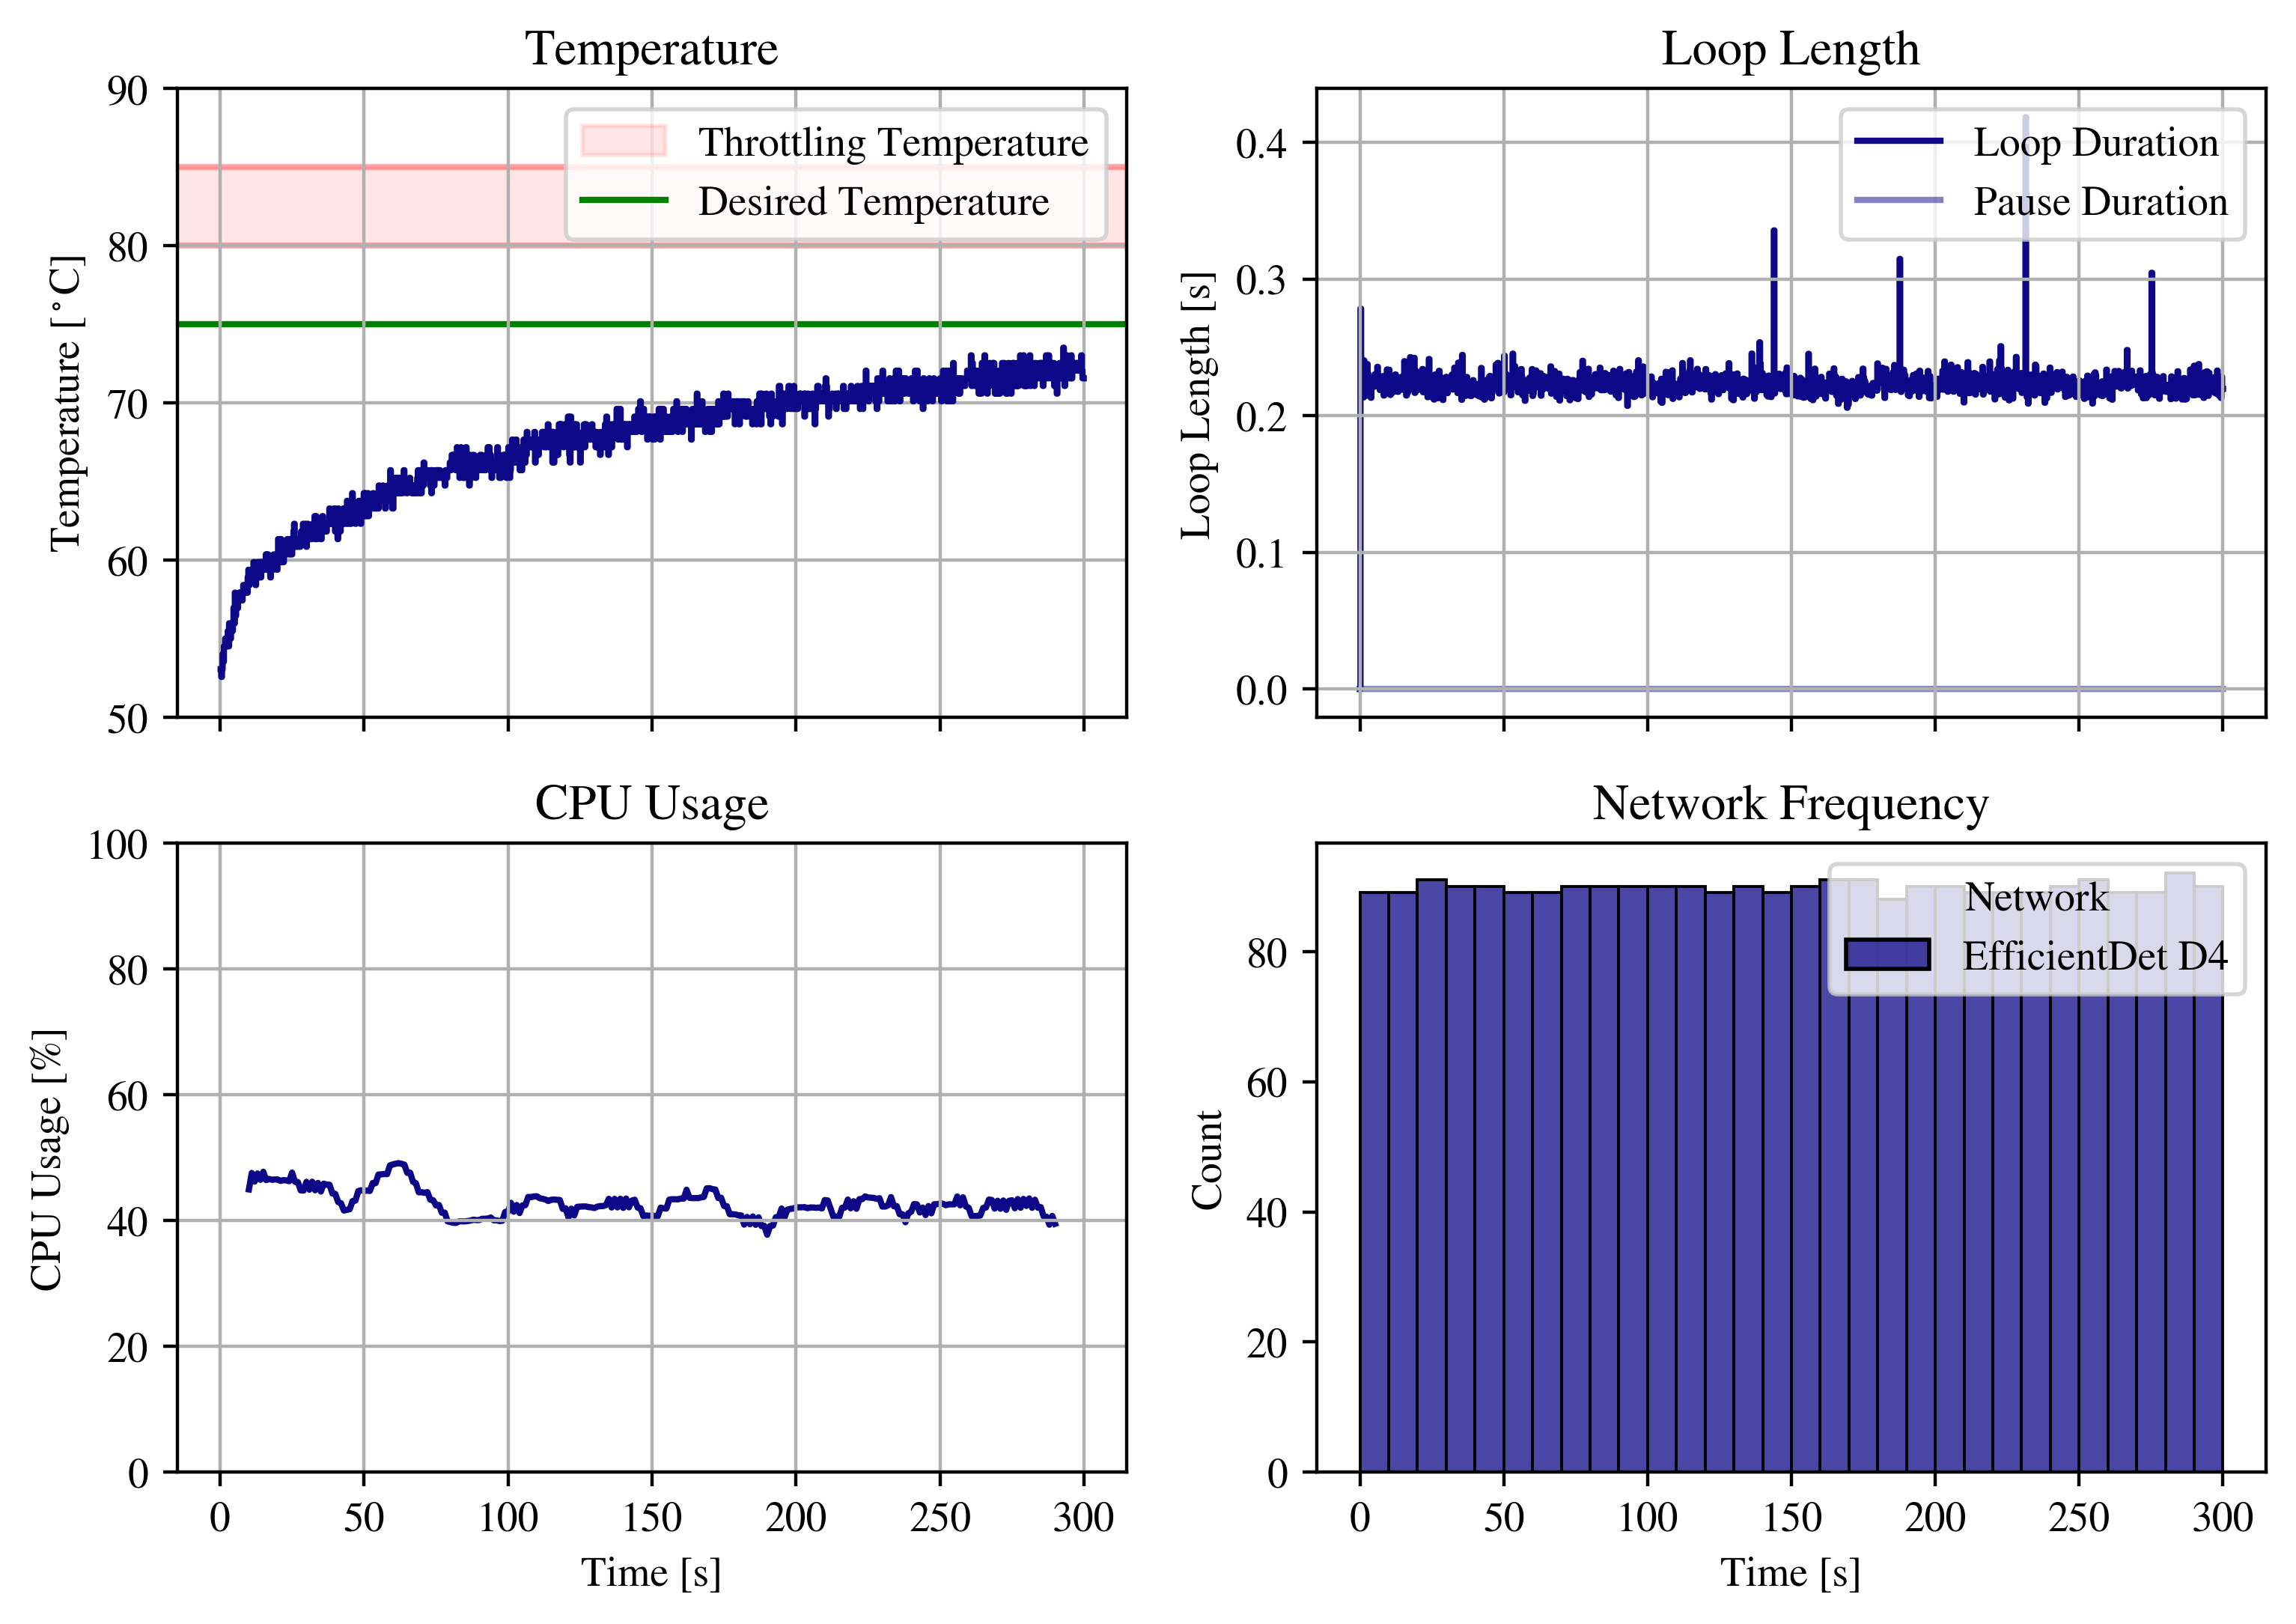 Temperature
90
80
70
60
50
Temperature [°C]
Throttling Temperature
Desired Temperature
Loop Length
0.4
0.3
0.2
0.1
0.0
Loop Length [s]
Loop Duration
Pause Duration
CPU Usage
100
80
60
40
20
0
CPU Usage [%]
0 50 100 150 200 250 300
Time [s]
Network Frequency
80
60
40
20
0
Count
Network
EfficientDet D4
0 50 100 150 200 250 300
Time [s]